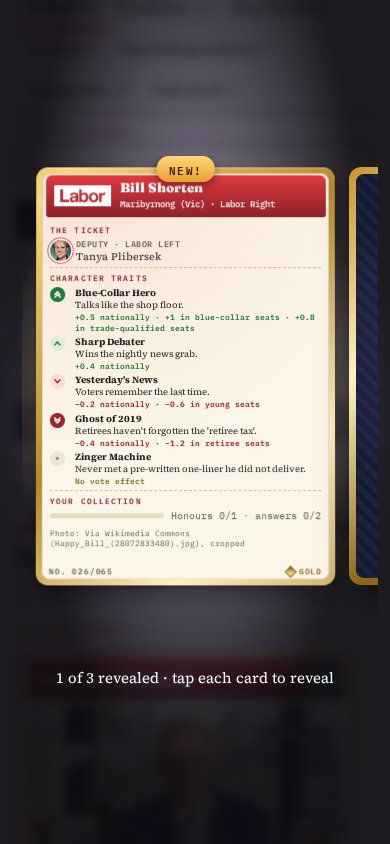 NEW!
Labor
Bill Shorten
Maribyrnong (Vic) · Labor Right
THE TICKET
DEPUTY · LABOR LEFT
Tanya Plibersek
CHARACTER TRAITS
Blue-Collar Hero
Talks like the shop floor.
+0.5 nationally · +1 in blue-collar seats · +0.8
in trade-qualified seats
Sharp Debater
Wins the nightly news grab.
+0.4 nationally
Yesterday's News
Voters remember the last time.
−0.2 nationally · −0.6 in young seats
Ghost of 2019
Retirees haven't forgotten the 'retiree tax'.
−0.4 nationally · −1.2 in retiree seats
Zinger Machine
Never met a pre-written one-liner he did not deliver.
No vote effect
YOUR COLLECTION
Honours 0/1 · answers 0/2
Photo: Via Wikimedia Commons
(Happy_Bill_(28072833480).jpg), cropped
NO. 026/065
GOLD
1 of 3 revealed · tap each card to reveal